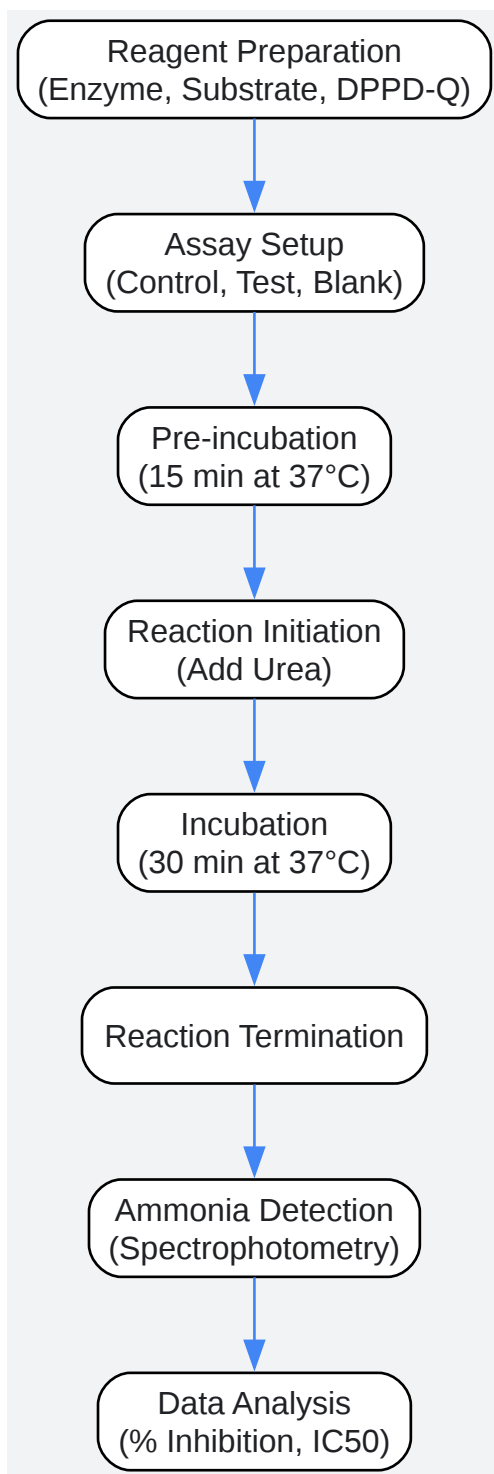 Reagent Preparation
(Enzyme, Substrate, DPPD-Q)
Assay Setup
(Control, Test, Blank)
Pre-incubation
(15 min at 37°C)
Reaction Initiation
(Add Urea)
Incubation
(30 min at 37°C)
Reaction Termination
Ammonia Detection
(Spectrophotometry)
Data Analysis
(% Inhibition, IC50)